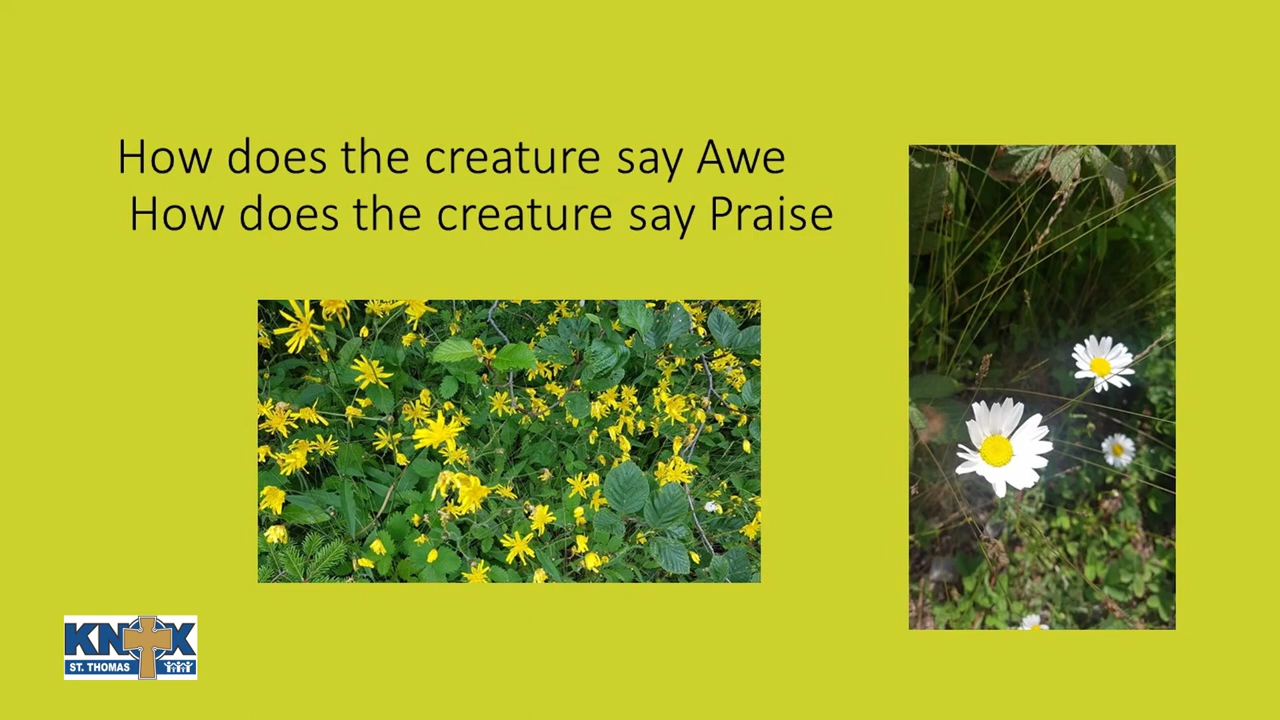 How does the creature say Awe
How does the creature say Praise
KNOX
ST. THOMAS